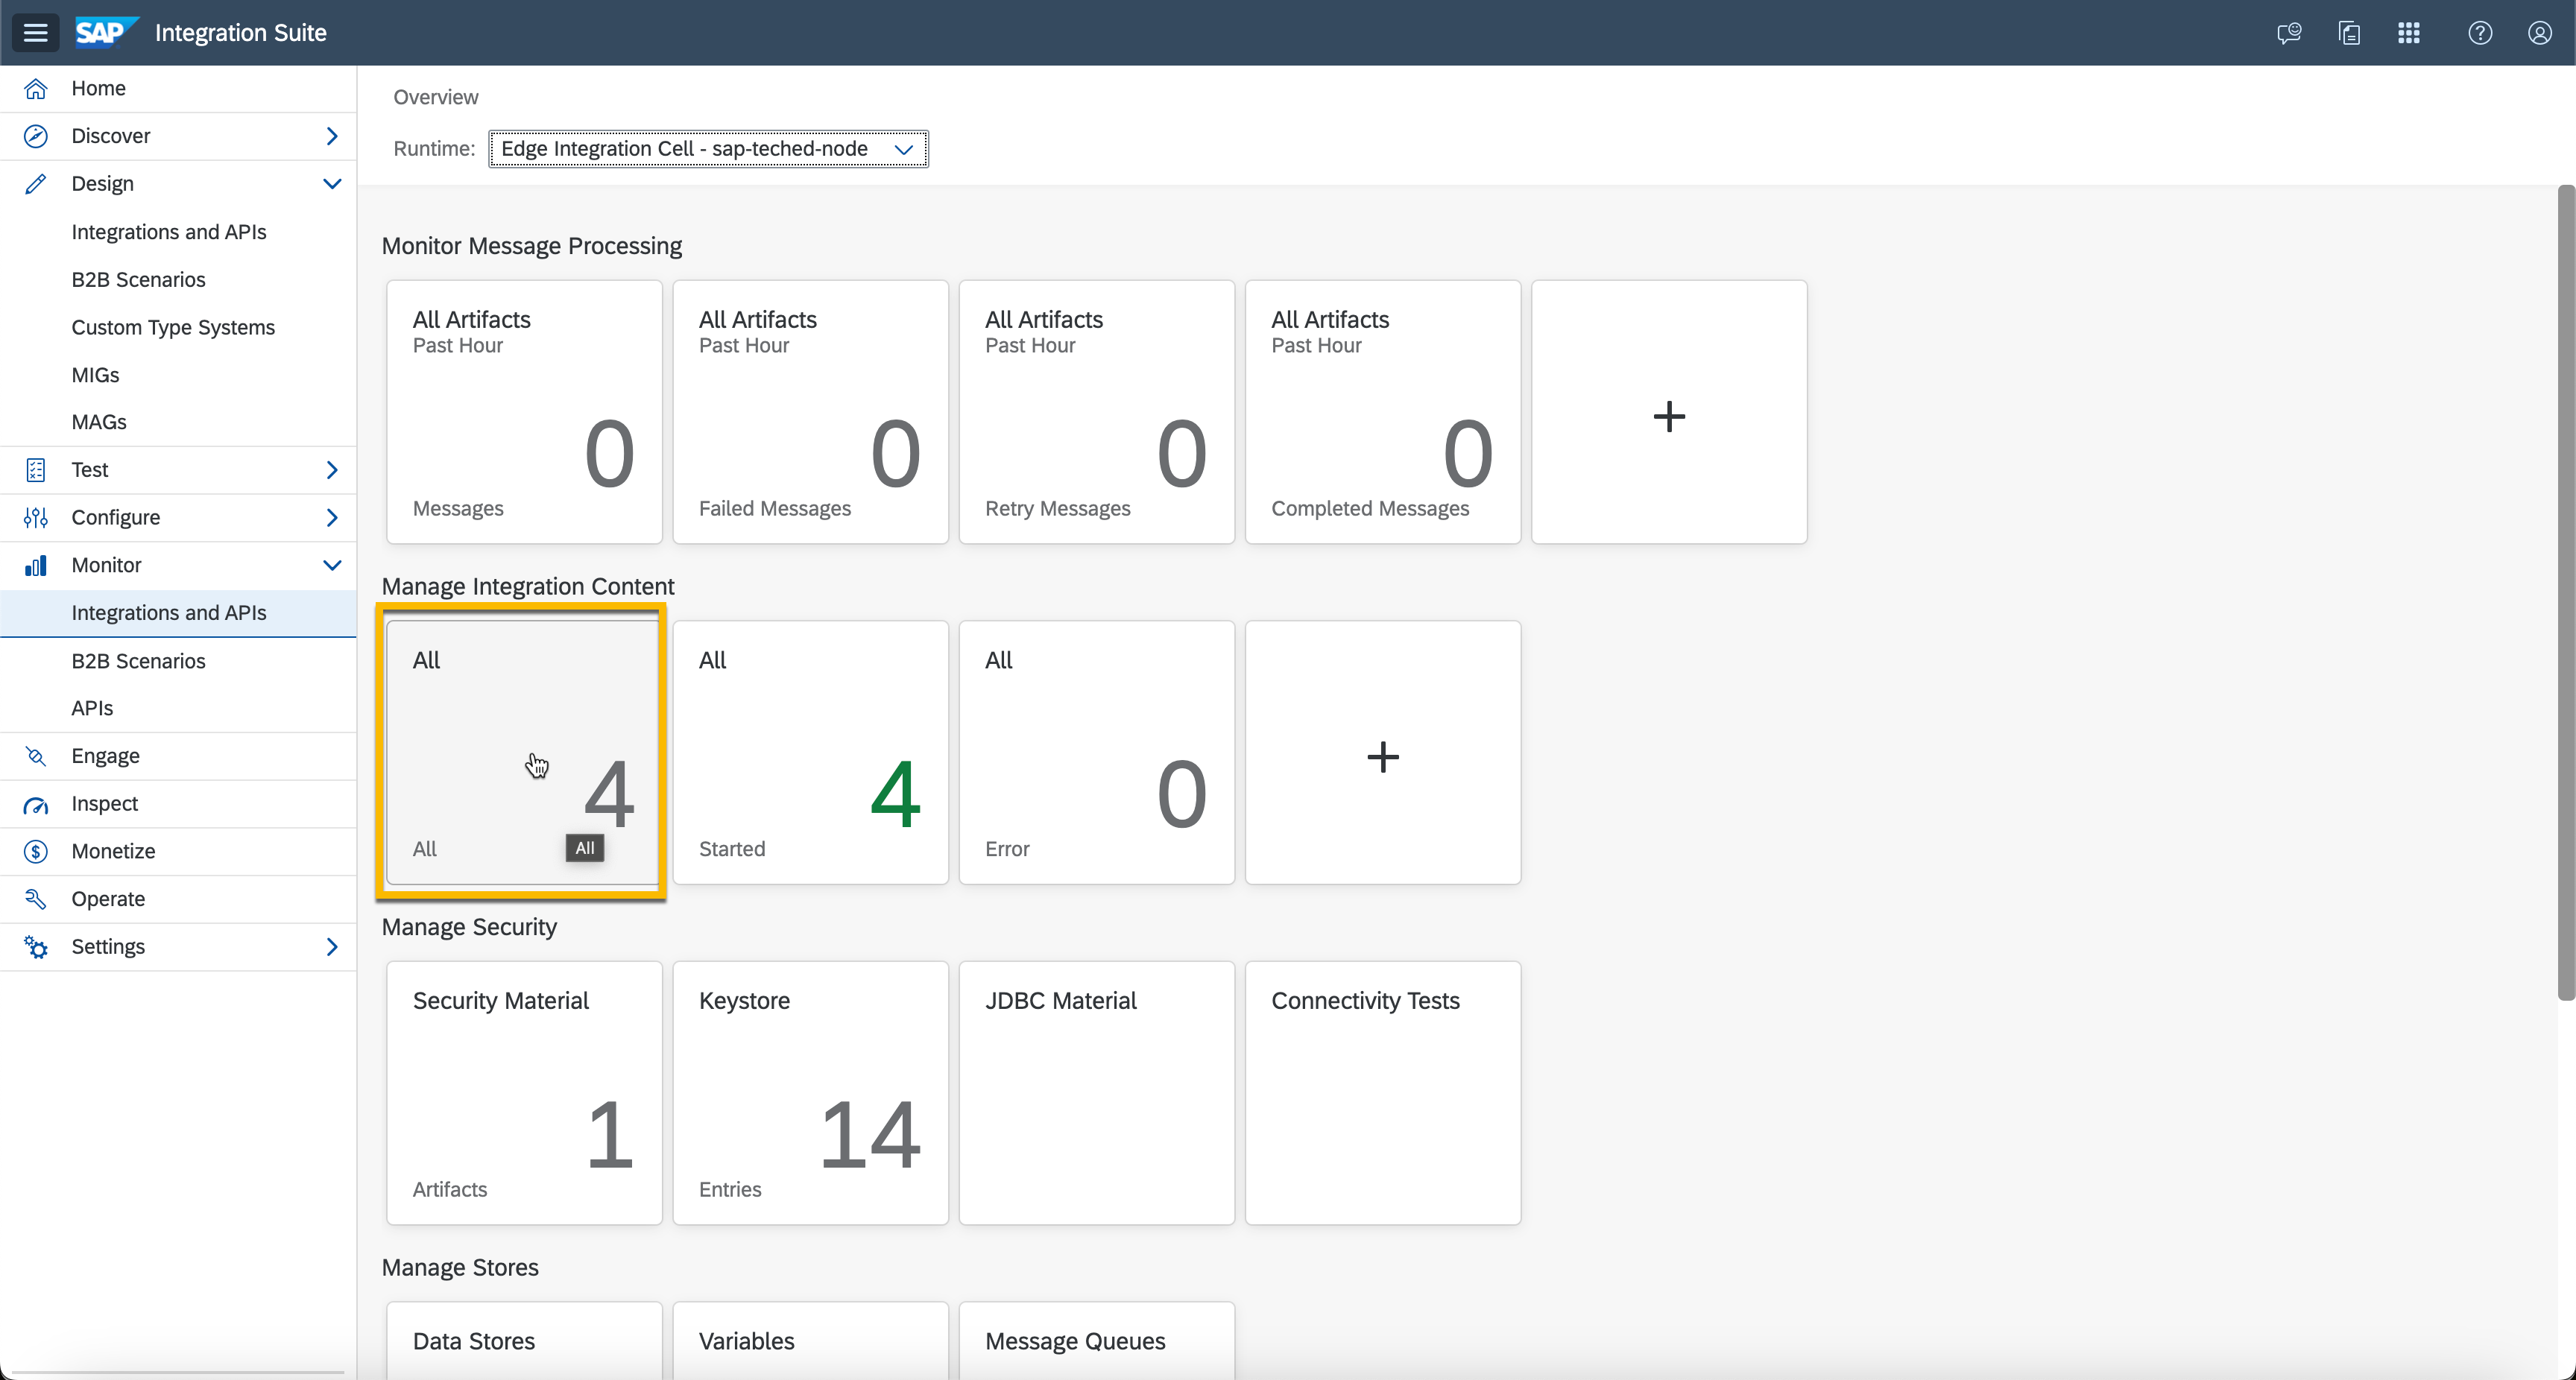 SAP Integration Suite
Home
Discover
Design
Integrations and APIs
B2B Scenarios
Custom Type Systems
MIGs
MAGs
Test
Configure
Monitor
Integrations and APIs
B2B Scenarios
APIs
Engage
Inspect
Monetize
Operate
Settings
Overview
Runtime: Edge Integration Cell - sap-teched-node
Monitor Message Processing
All Artifacts
Past Hour
0
Messages
All Artifacts
Past Hour
0
Failed Messages
All Artifacts
Past Hour
0
Retry Messages
All Artifacts
Past Hour
0
Completed Messages
+
Manage Integration Content
All
4
All
All
All
4
Started
All
0
Error
+
Manage Security
Security Material
1
Artifacts
Keystore
14
Entries
JDBC Material
Connectivity Tests
Manage Stores
Data Stores
Variables
Message Queues